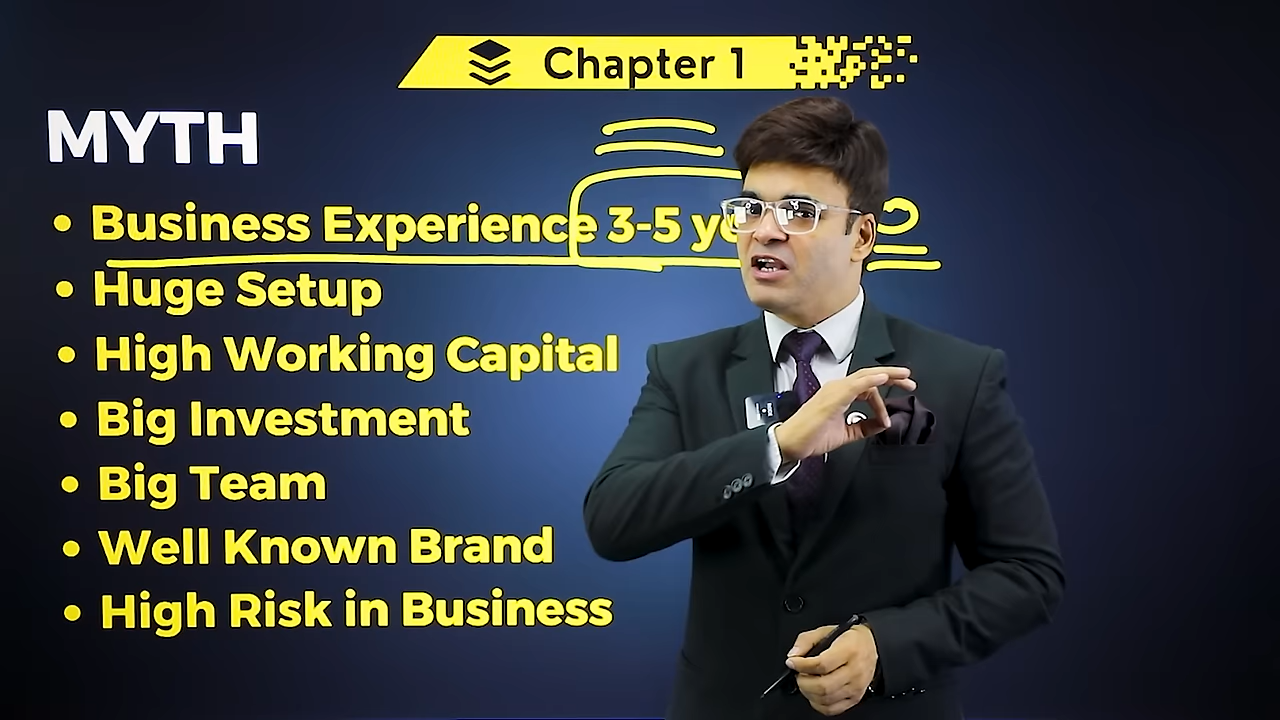 Chapter 1
MYTH
• Business Experience 3-5
• Huge Setup
• High Working Capital
• Big Investment
• Big Team
• Well Known Brand
• High Risk in Business